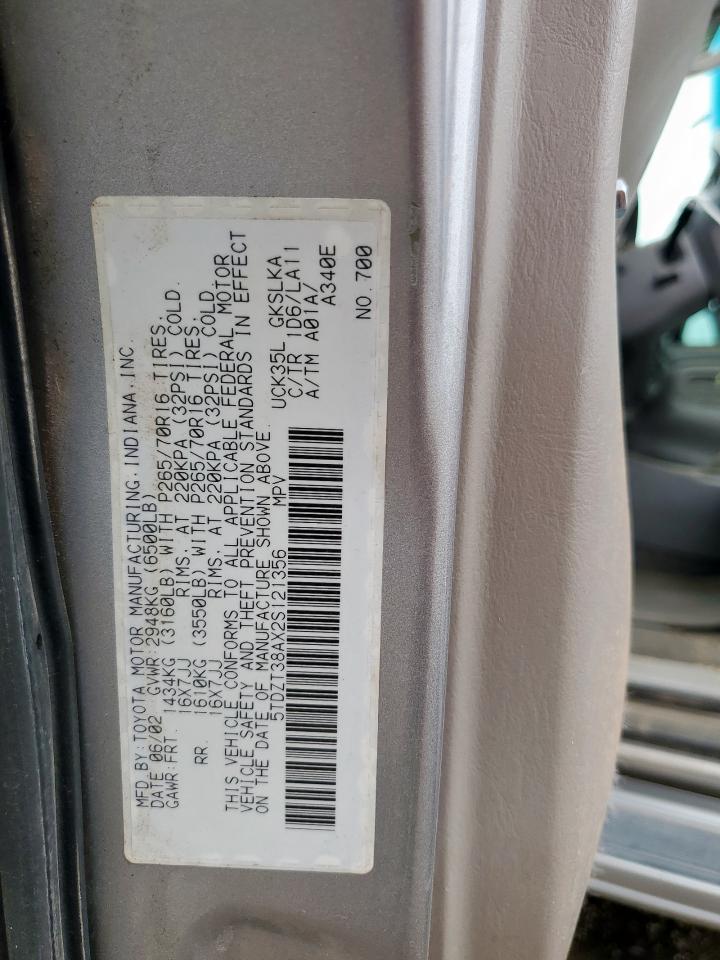 MFD.BY:TOYOTA MOTOR MANUFACTURING,INDIANA,INC.
DATE 06/02 GVWR:2948KG (6500LB)
GAWR:FRT. 1434KG (3160LB) WITH P265/70R16 TIRES,
16X7JJ RIMS, AT 220KPA (32PSI) COLD.
RR. 1610KG (3550LB) WITH P265/70R16 TIRES,
16X7JJ RIMS, AT 220KPA (32PSI) COLD.
THIS VEHICLE CONFORMS TO ALL APPLICABLE FEDERAL MOTOR
VEHICLE SAFETY AND THEFT PREVENTION STANDARDS IN EFFECT
ON THE DATE OF MANUFACTURE SHOWN ABOVE.
5TDZT38AX2S121356 MPV
UCK35L GKSLKA
C/TR 1D6/LA11
A/TM A01A/
A340E
NO.700